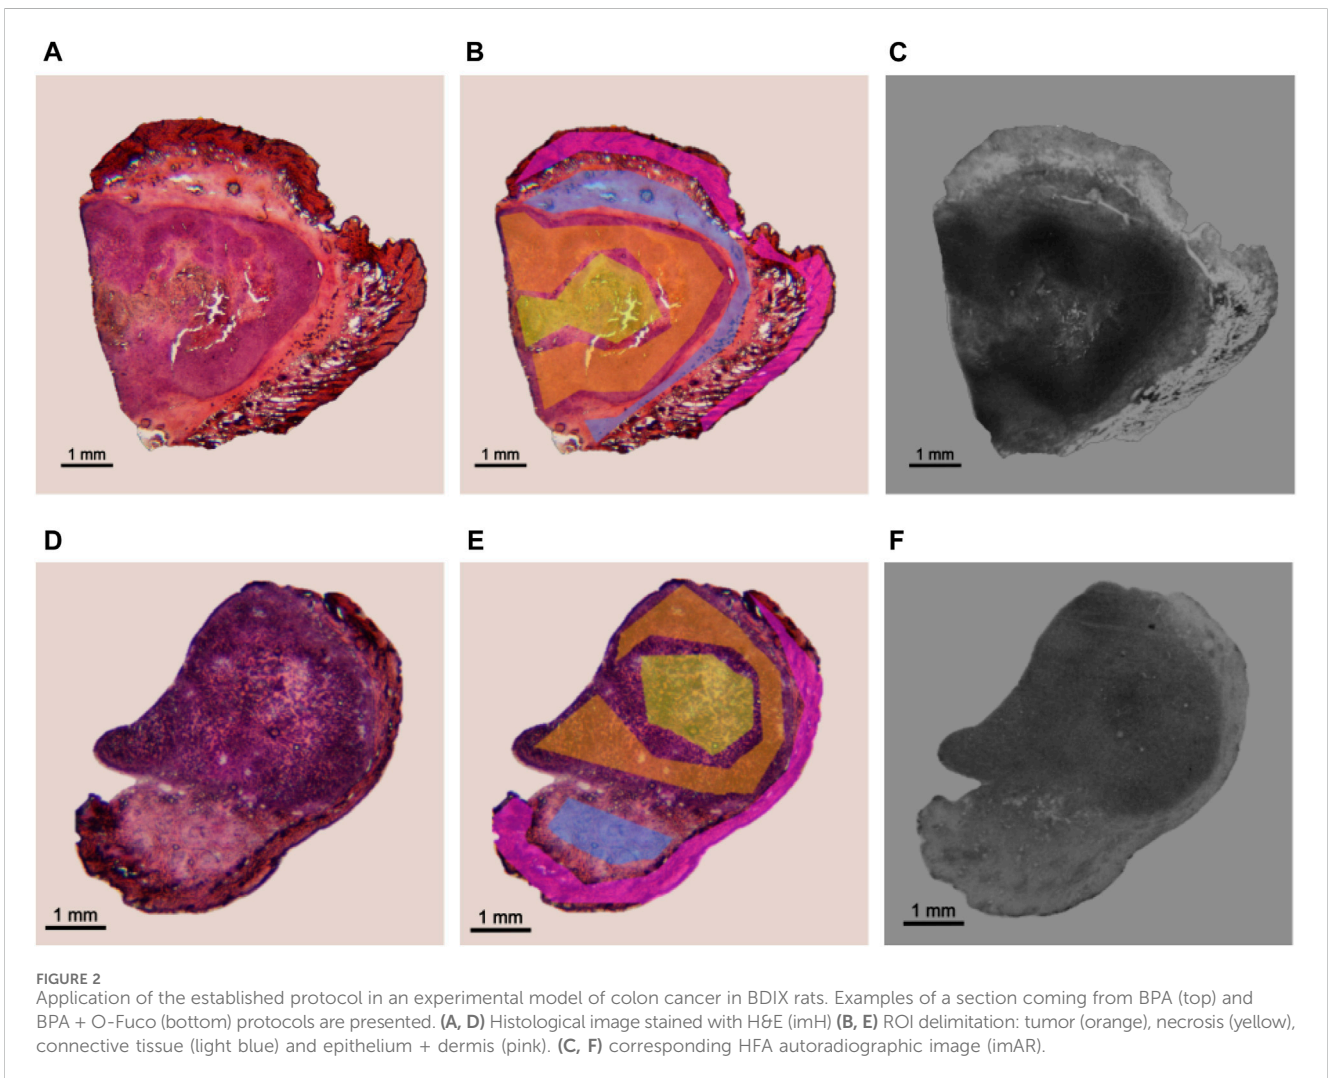 A
B
C
1 mm
1 mm
1 mm
D
E
F
1 mm
1 mm
1 mm
FIGURE 2
Application of the established protocol in an experimental model of colon cancer in BDIX rats. Examples of a section coming from BPA (top) and
BPA + O-Fuco (bottom) protocols are presented. (A, D) Histological image stained with H&E (imH) (B, E) ROI delimitation: tumor (orange), necrosis (yellow),
connective tissue (light blue) and epithelium + dermis (pink). (C, F) corresponding HFA autoradiographic image (imAR).